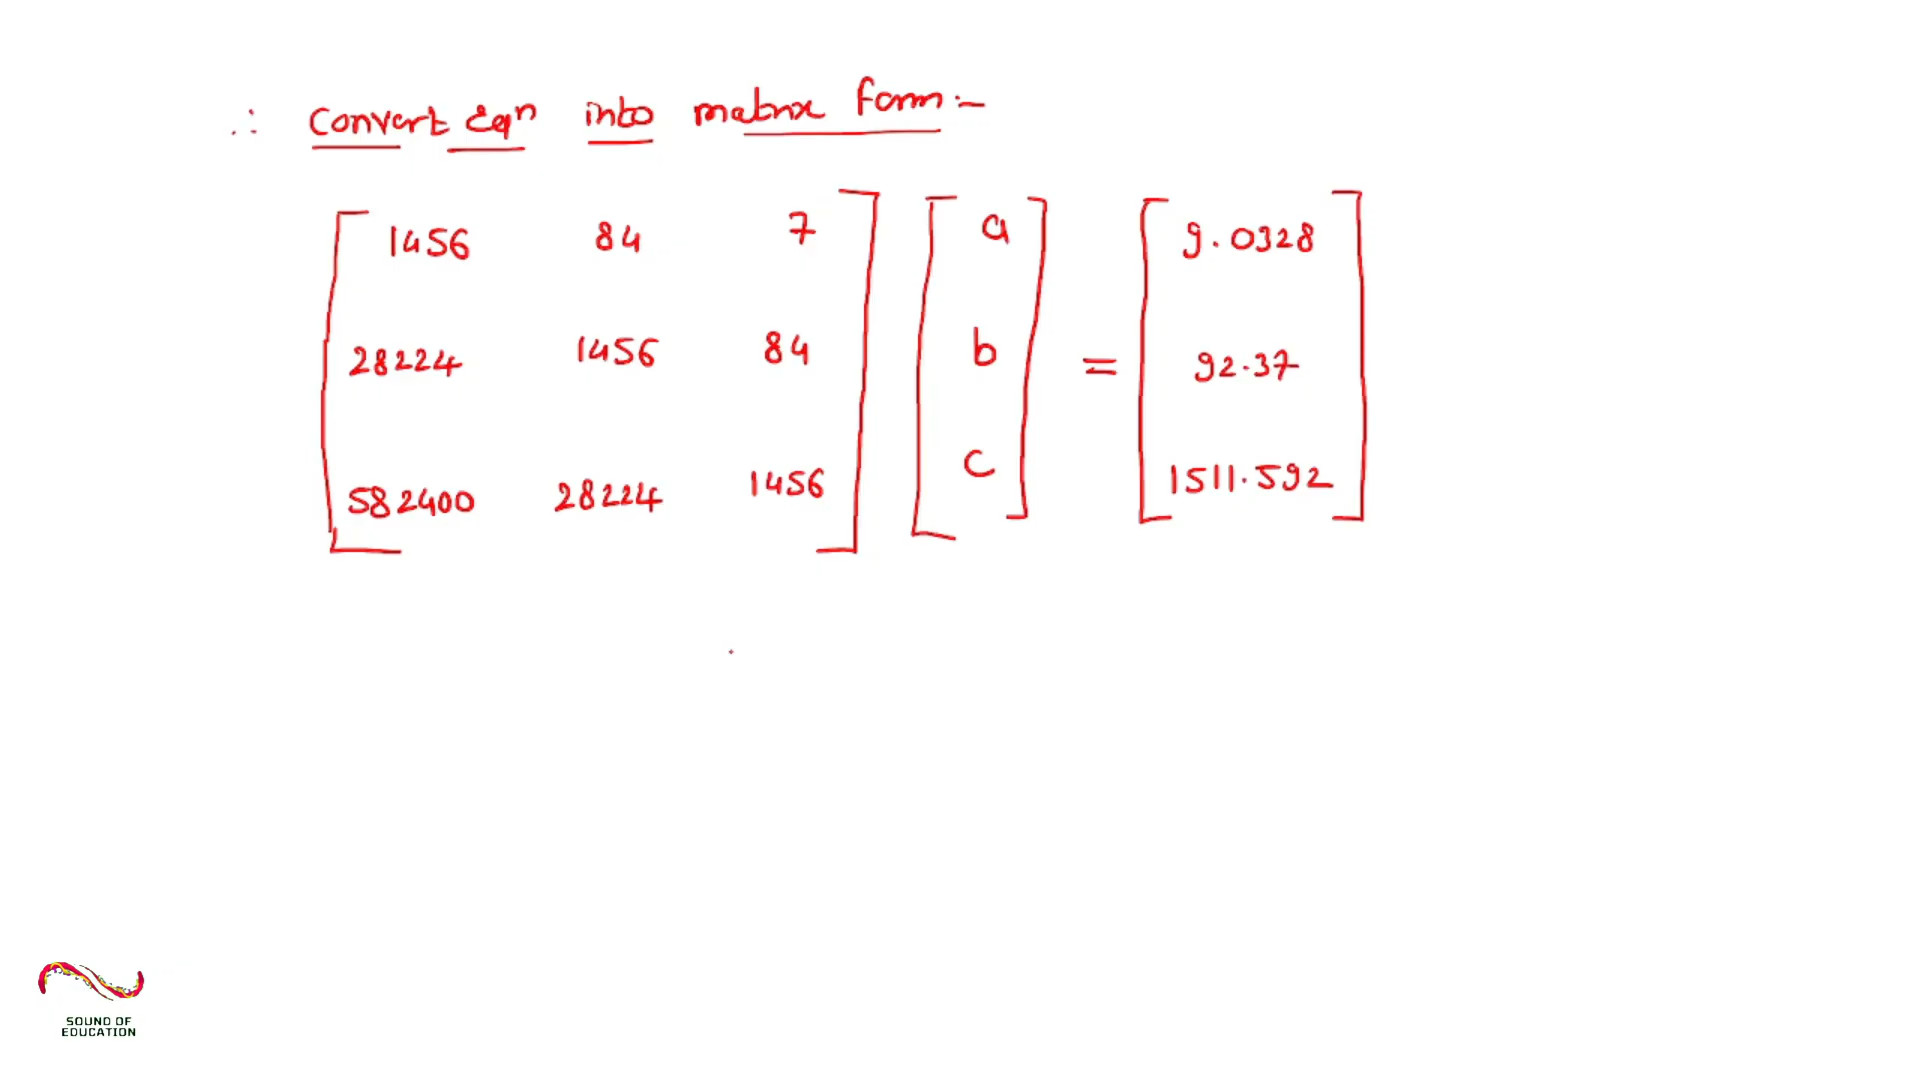 ∴ Convert Eqn into matrix form :-
1456 84 7 a 9.0328
28224 1456 84 b = 92.37
582400 28224 1456 c 1511.592
SOUND OF
EDUCATION